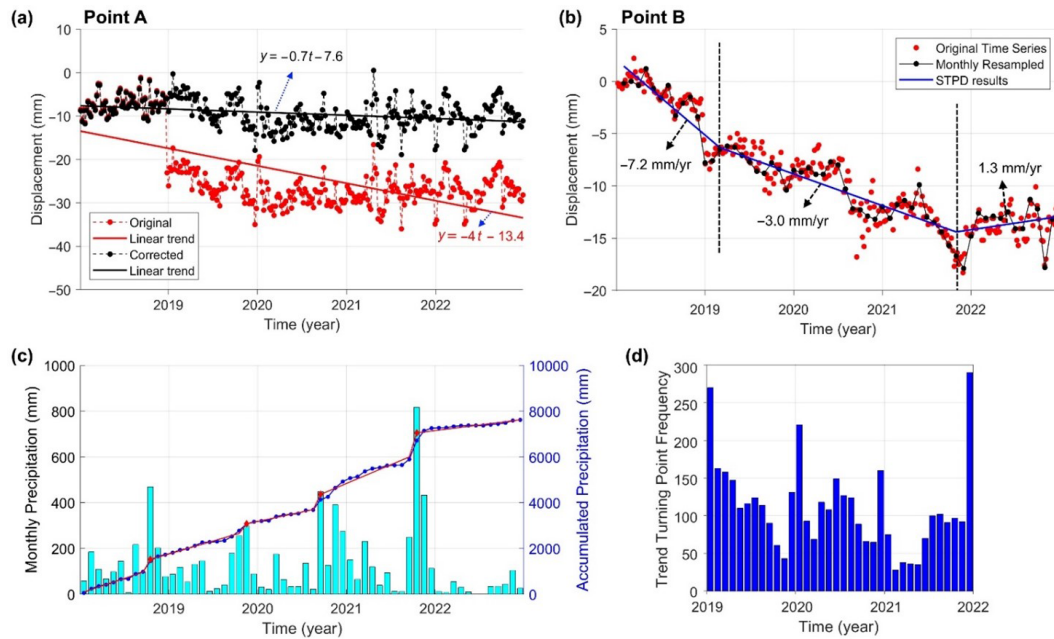 (a)
Point A
10
0
−10
−20
−30
−40
−50
Displacement (mm)
y = −0.7t − 7.6
y = −4t − 13.4
Original
Linear trend
Corrected
Linear trend
2019
2020
2021
2022
Time (year)
(b)
Point B
5
0
−5
−10
−15
−20
Displacement (mm)
Original Time Series
Monthly Resampled
STPD results
−7.2 mm/yr
−3.0 mm/yr
1.3 mm/yr
2019
2020
2021
2022
Time (year)
(c)
1000
800
600
400
200
0
Monthly Precipitation (mm)
10000
8000
6000
4000
2000
0
Accumulated Precipitation (mm)
2019
2020
2021
2022
Time (year)
(d)
300
250
200
150
100
50
0
Trend Turning Point Frequency
2019
2020
2021
2022
Time (year)